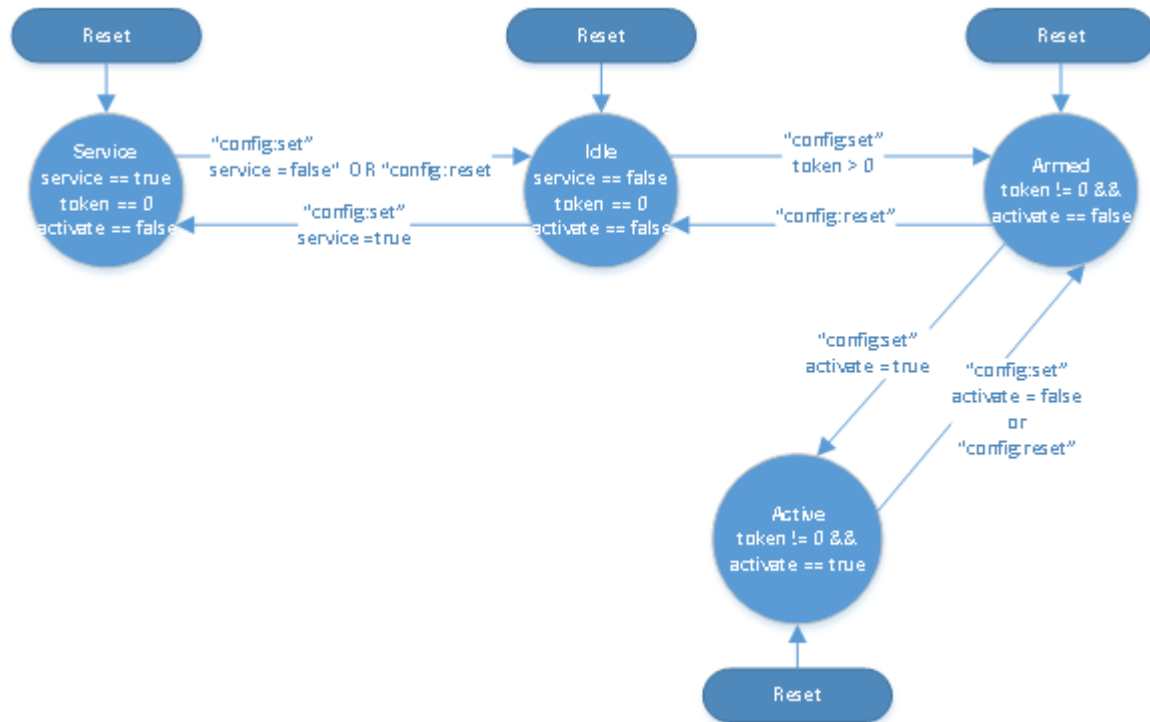 Reset
Reset
Reset
Service
service == true
token == 0
activate == false
"config:set"
service =false" OR "config:reset
"config:set"
service =true
Idle
service == false
token == 0
activate == false
"config:set"
token > 0
"config:reset"
Armed
token != 0 &&
activate == false
"config:set"
activate =true
"config:set"
activate = false
or
"config:reset"
Active
token != 0 &&
activate == true
Reset